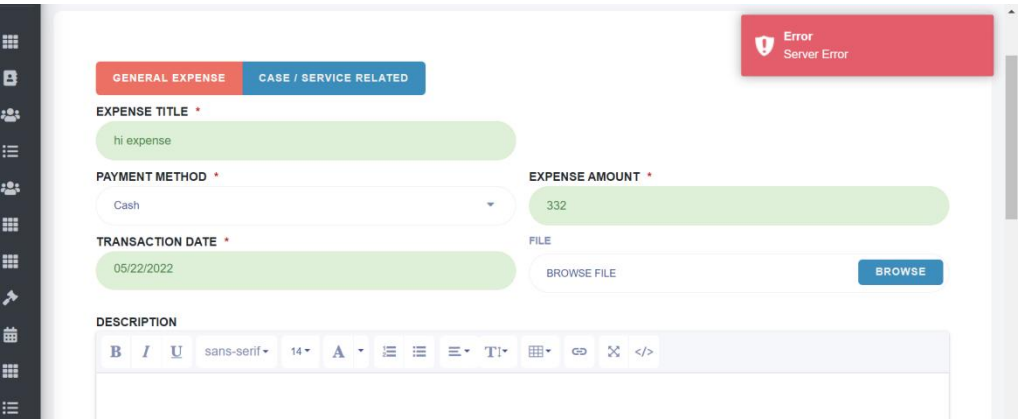 Error
Server Error
GENERAL EXPENSE CASE / SERVICE RELATED
EXPENSE TITLE *
hi expense
PAYMENT METHOD * EXPENSE AMOUNT *
Cash 332
TRANSACTION DATE * FILE
05/22/2022 BROWSE FILE BROWSE
DESCRIPTION
B I U sans-serif 14 A T </>